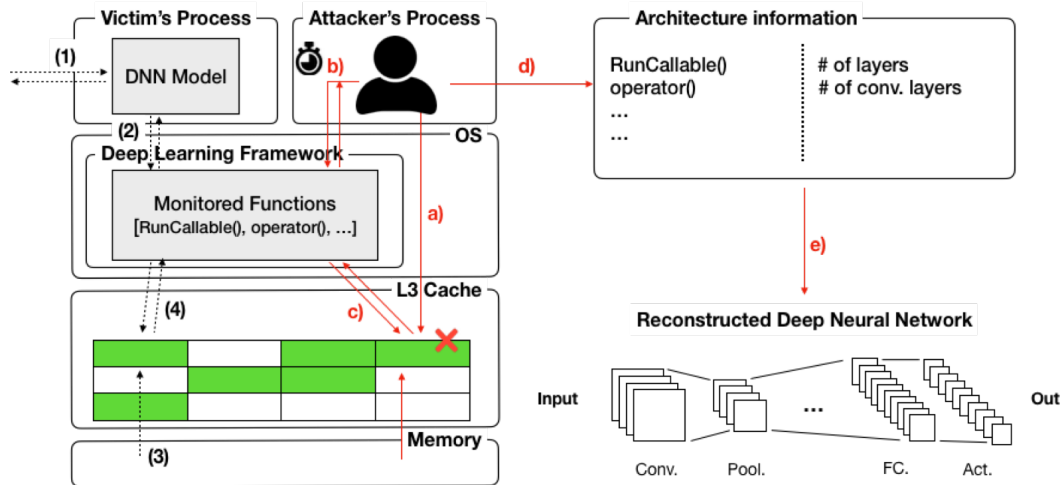 Victim's Process
(1)
DNN Model
(2)
Attacker's Process
b)
d)
OS
Deep Learning Framework
Monitored Functions
[RunCallable(), operator(), ...]
a)
L3 Cache
(4)
c)
Memory
(3)
Architecture information
RunCallable()
operator()
...
...
# of layers
# of conv. layers
e)
Reconstructed Deep Neural Network
Input
...
Out
Conv.
Pool.
FC.
Act.